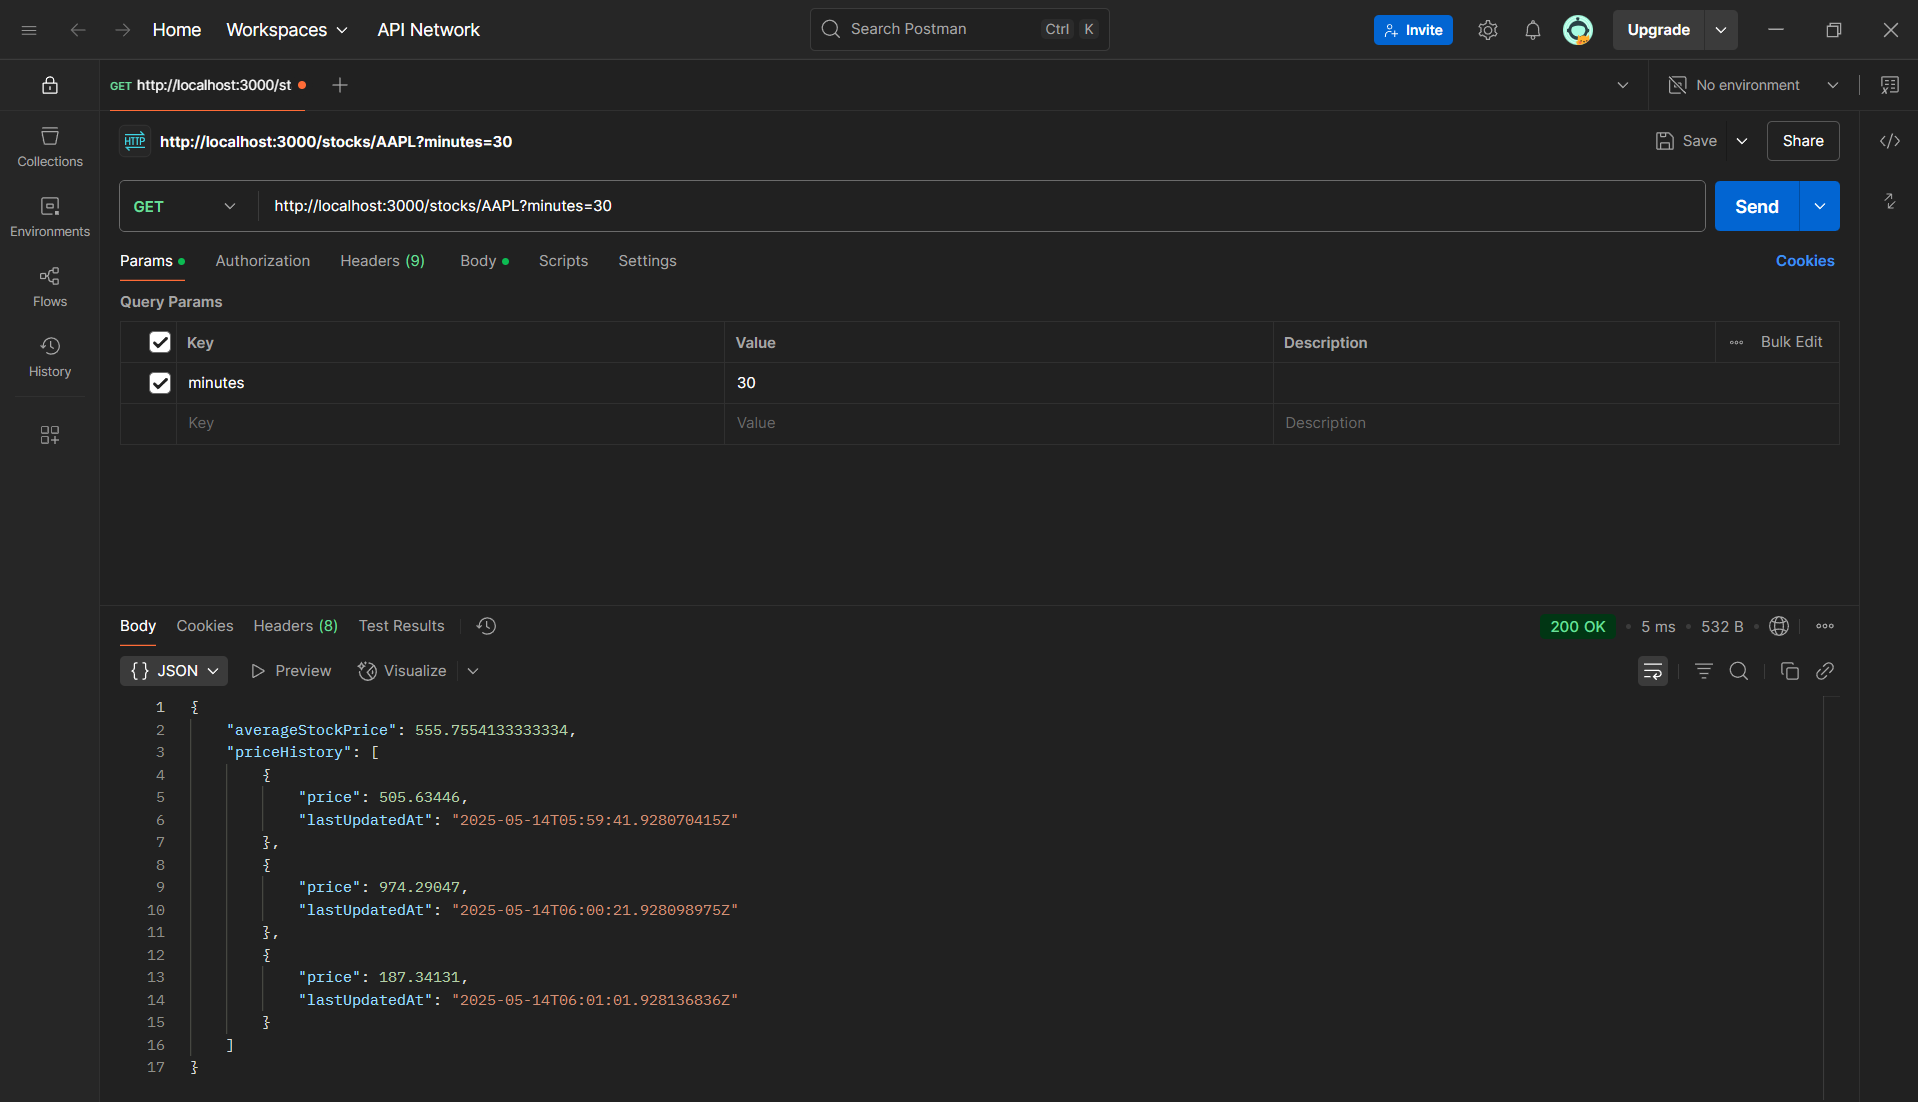 Home Workspaces API Network Search Postman Ctrl K Invite Upgrade
GET http://localhost:3000/st No environment
HTTP http://localhost:3000/stocks/AAPL?minutes=30 Save Share
GET http://localhost:3000/stocks/AAPL?minutes=30 Send
Collections
Environments
Flows
History
Params Authorization Headers (9) Body Scripts Settings Cookies
Query Params
Key Value Description Bulk Edit
minutes 30
Key Value Description
Body Cookies Headers (8) Test Results 200 OK 5 ms 532 B
{} JSON Preview Visualize
1 {
2 "averageStockPrice": 555.7554133333334,
3 "priceHistory": [
4 {
5 "price": 505.63446,
6 "lastUpdatedAt": "2025-05-14T05:59:41.928070415Z"
7 },
8 {
9 "price": 974.29047,
10 "lastUpdatedAt": "2025-05-14T06:00:21.928098975Z"
11 },
12 {
13 "price": 187.34131,
14 "lastUpdatedAt": "2025-05-14T06:01:01.928136836Z"
15 }
16 ]
17 }